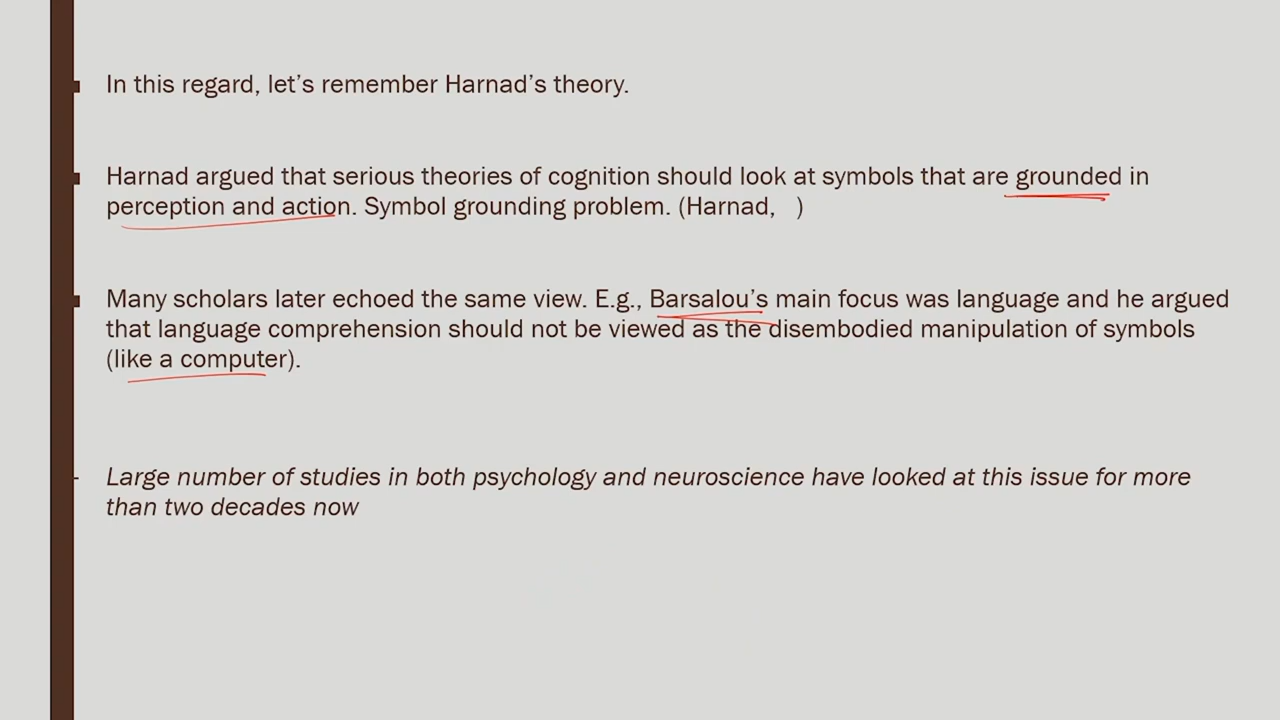 In this regard, let's remember Harnad's theory.
Harnad argued that serious theories of cognition should look at symbols that are grounded in
perception and action. Symbol grounding problem. (Harnad,   )
Many scholars later echoed the same view. E.g., Barsalou's main focus was language and he argued
that language comprehension should not be viewed as the disembodied manipulation of symbols
(like a computer).
Large number of studies in both psychology and neuroscience have looked at this issue for more
than two decades now